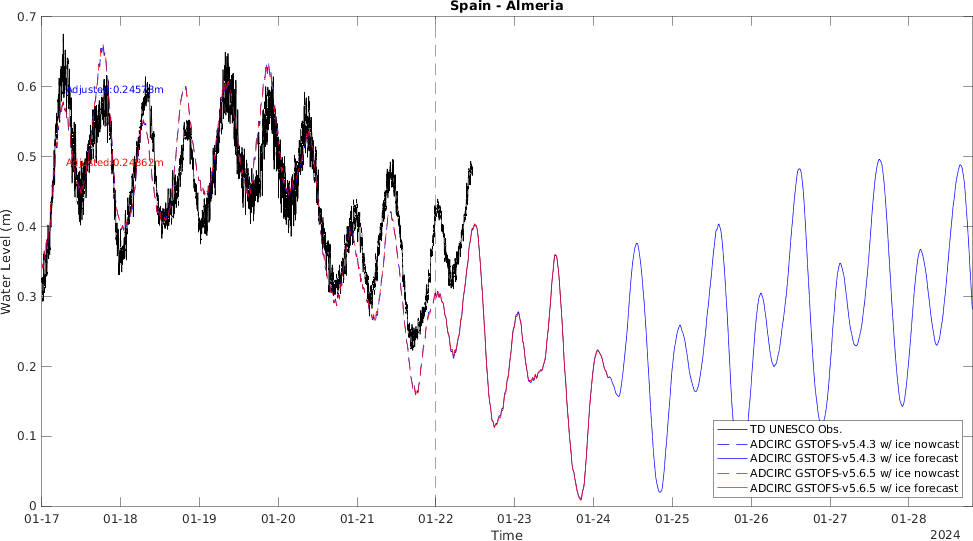 Spain - Almeria
0.7
0.6
0.5
0.4
0.3
0.2
0.1
0
Water Level (m)
Adjusted:0.24578m
Adjusted:0.24862m
TD UNESCO Obs.
ADCIRC GSTOFS-v5.4.3 w/ ice nowcast
ADCIRC GSTOFS-v5.4.3 w/ ice forecast
ADCIRC GSTOFS-v5.6.5 w/ ice nowcast
ADCIRC GSTOFS-v5.6.5 w/ ice forecast
01-17 01-18 01-19 01-20 01-21 01-22 01-23 01-24 01-25 01-26 01-27 01-28
Time
2024